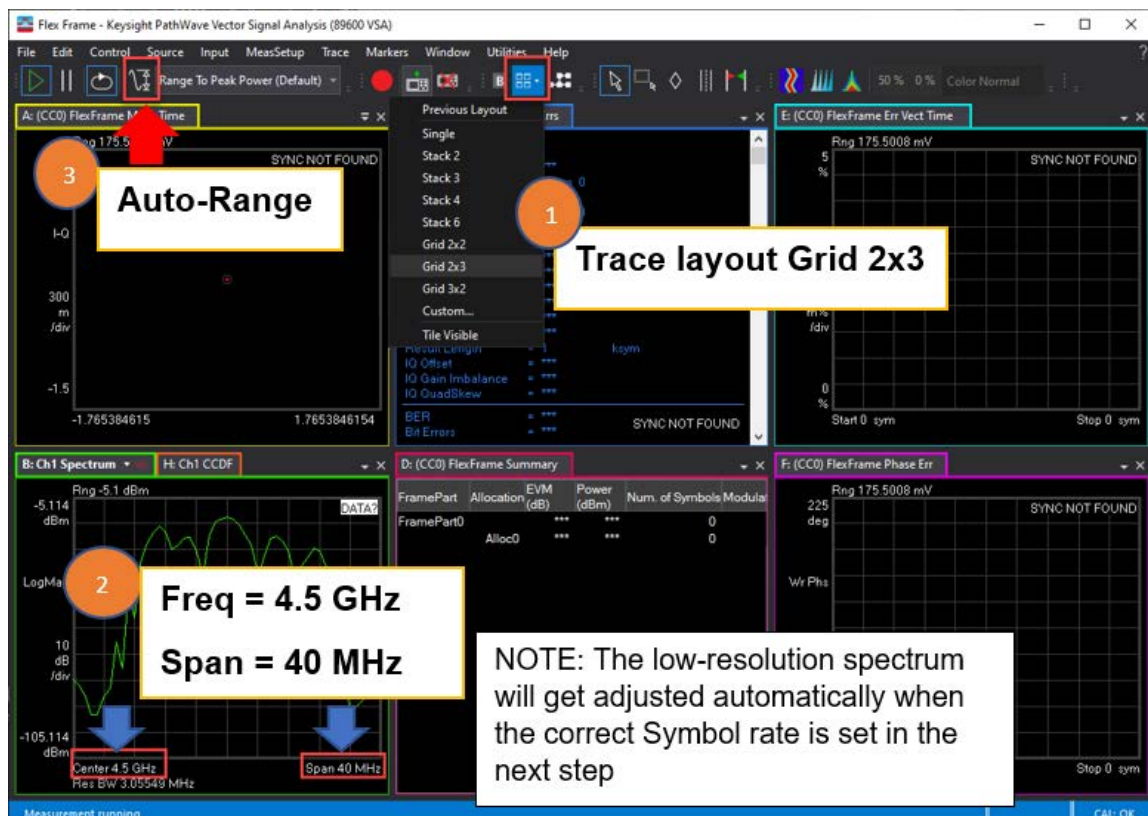 Flex Frame - Keysight PathWave Vector Signal Analysis (89600 VSA)
File Edit Control Source Input MeasSetup Trace Markers Window Utilities Help ?
Range To Peak Power (Default) B 50 % 0 % Color Normal
A: (CC0) FlexFrame Time
Rng 175.5 V
SYNC NOT FOUND
3
Auto-Range
I-Q
300
m
/div
-1.5
-1.765384615 1.7653846154
Previous Layout
Single
Stack 2
Stack 3
Stack 4
Stack 6
Grid 2x2
Grid 2x3
Grid 3x2
Custom...
Tile Visible
1
Trace layout Grid 2x3
Result Length = 1 ksym
IQ Offset = ***
IQ Gain Imbalance = ***
IQ QuadSkew = ***
BER = ***
Bit Errors = ***
SYNC NOT FOUND
E: (CC0) FlexFrame Err Vect Time
Rng 175.5008 mV
5
%
SYNC NOT FOUND
m%
/div
0
%
Start 0 sym Stop 0 sym
B: Ch1 Spectrum H: Ch1 CCDF
Rng -5.1 dBm
-5.114
dBm
DATA?
LogMa
2
Freq = 4.5 GHz
Span = 40 MHz
10
dB
/div
-105.114
dBm
Center 4.5 GHz Span 40 MHz
Res BW 3.05549 MHz
D: (CC0) FlexFrame Summary
FramePart Allocation EVM (dB) Power (dBm) Num. of Symbols Modula
FramePart0 *** *** 0
Alloc0 *** *** 0
F: (CC0) FlexFrame Phase Err
Rng 175.5008 mV
225
deg
SYNC NOT FOUND
Wr Phs
Stop 0 sym
NOTE: The low-resolution spectrum
will get adjusted automatically when
the correct Symbol rate is set in the
next step
Measurement running CAL: OK